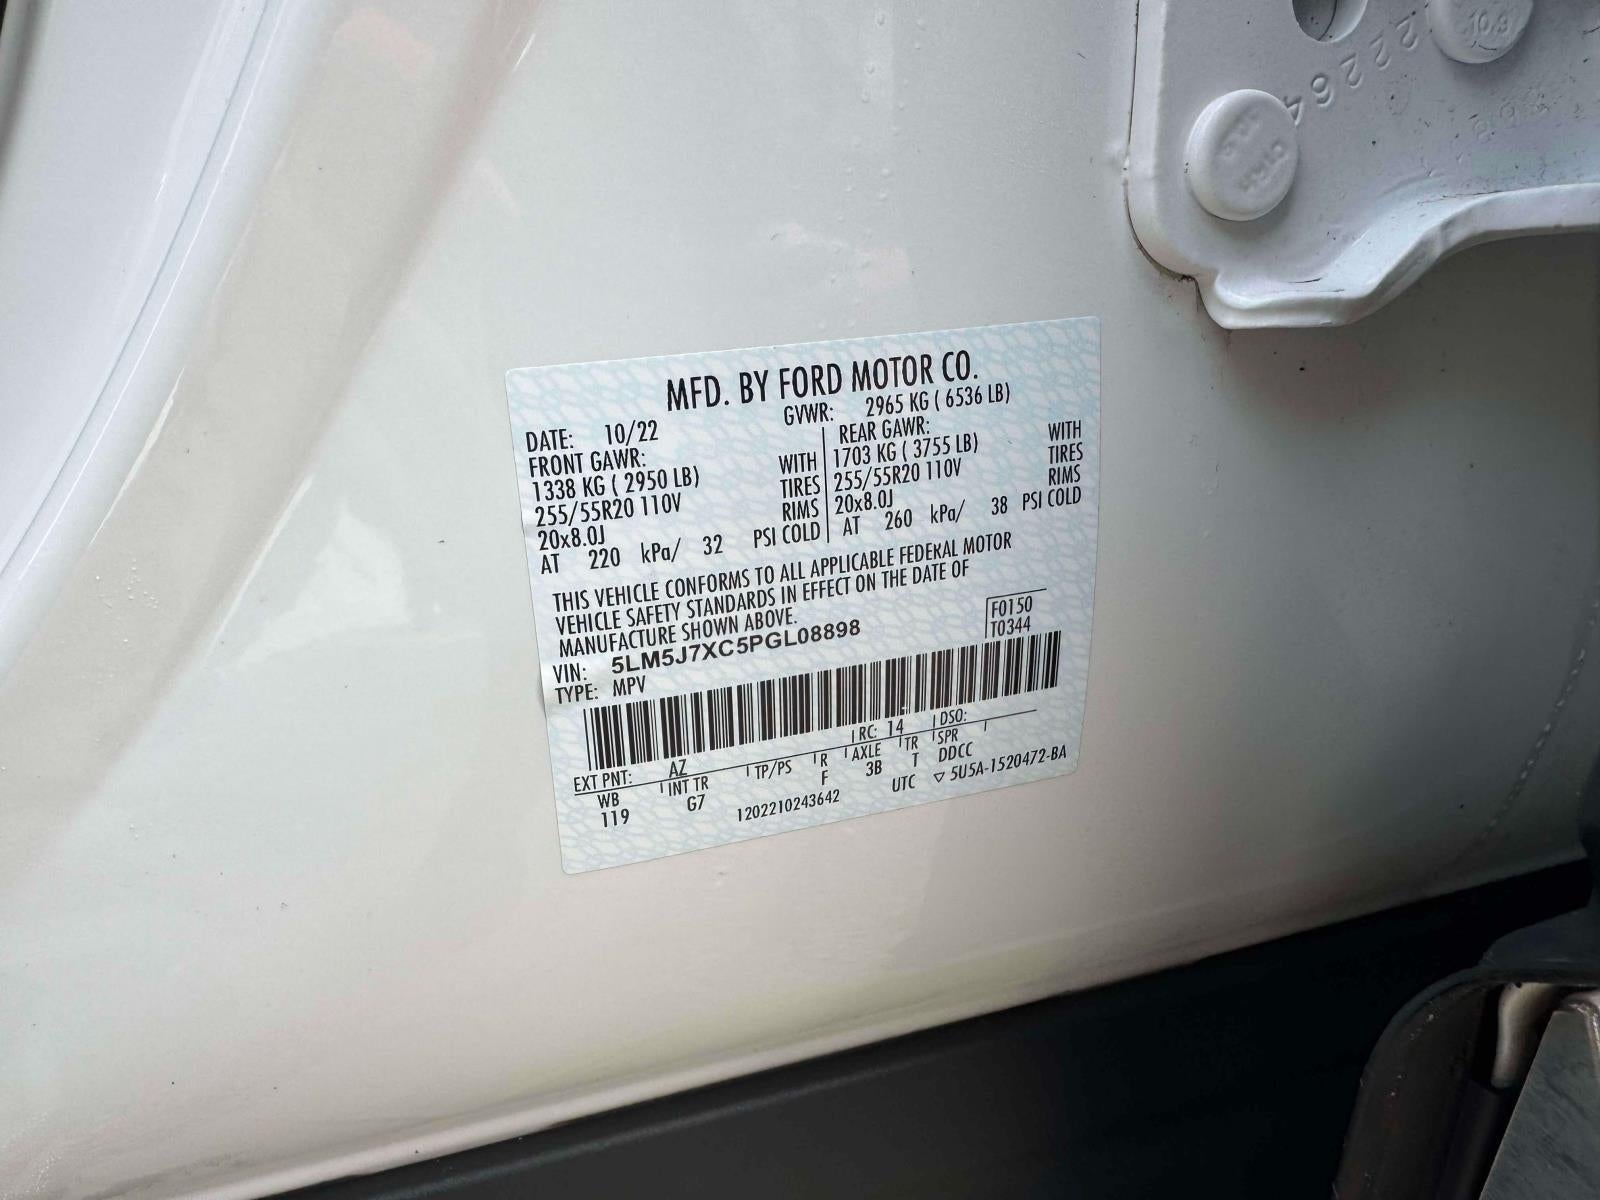 MFD. BY FORD MOTOR CO.
DATE: 10/22 GVWR: 2965 KG ( 6536 LB)
FRONT GAWR: REAR GAWR:
1338 KG ( 2950 LB) WITH 1703 KG ( 3755 LB) WITH
255/55R20 110V TIRES 255/55R20 110V TIRES
20x8.0J RIMS 20x8.0J RIMS
AT 220 kPa/ 32 PSI COLD AT 260 kPa/ 38 PSI COLD
THIS VEHICLE CONFORMS TO ALL APPLICABLE FEDERAL MOTOR
VEHICLE SAFETY STANDARDS IN EFFECT ON THE DATE OF
MANUFACTURE SHOWN ABOVE.
VIN: 5LM5J7XC5PGL08898 F0150
TYPE: MPV T0344
EXT PNT: AZ RC: 14 DSO:
WB INT TR TP/PS R AXLE TR SPR
119 G7 F 3B T DDCC
1202210243642 UTC ▽ 5U5A-1520472-BA
22264
10.9
10.9